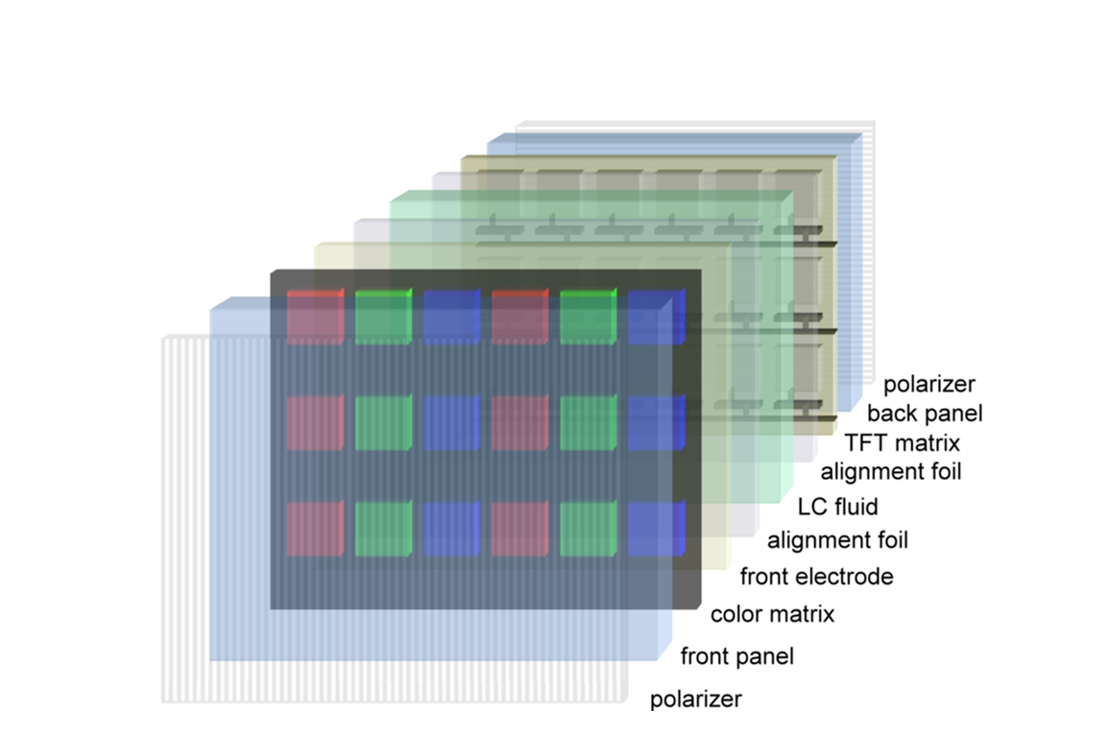 polarizer
back panel
TFT matrix
alignment foil
LC fluid
alignment foil
front electrode
color matrix
front panel
polarizer